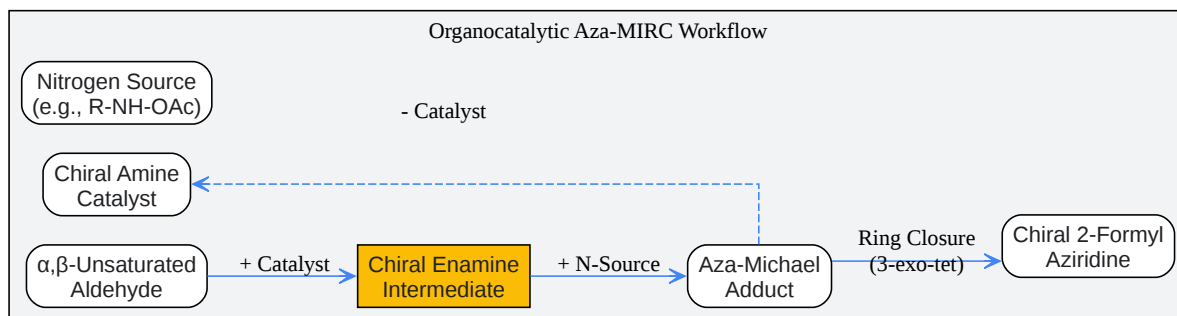 Organocatalytic Aza-MIRC Workflow
Nitrogen Source
(e.g., R-NH-OAc)
- Catalyst
Chiral Amine
Catalyst
α,β-Unsaturated
Aldehyde
+ Catalyst
Chiral Enamine
Intermediate
+ N-Source
Aza-Michael
Adduct
Ring Closure
(3-exo-tet)
Chiral 2-Formyl
Aziridine